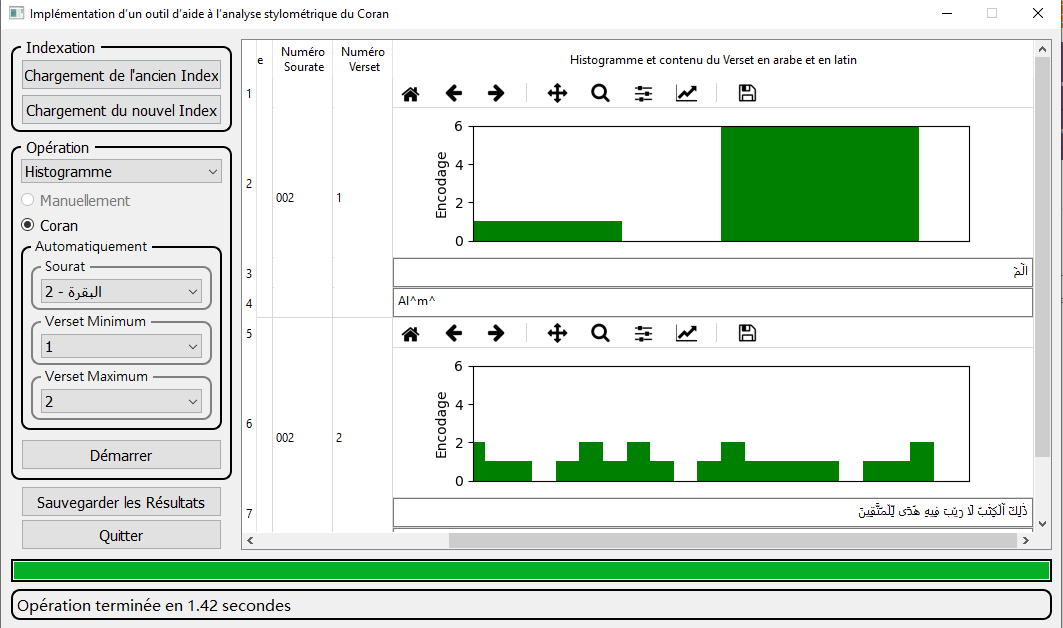 Implémentation d'un outil d'aide à l'analyse stylométrique du Coran
Indexation
Chargement de l'ancien Index
Chargement du nouvel Index
Opération
Histogramme
Manuellement
Coran
Automatiquement
Sourat
2 - البقرة
Verset Minimum
1
Verset Maximum
2
Démarrer
Sauvegarder les Résultats
Quitter
e
Numéro
Sourate
Numéro
Verset
Histogramme et contenu du Verset en arabe et en latin
1
2
002
1
Encodage
6
4
2
0
3
الٓمٓ
4
Al^m^
5
6
002
2
Encodage
6
4
2
0
7
ذَٰلِكَ ٱلْكِتَٰبُ لَا رَيْبَ فِيهِ هُدًى لِّلْمُتَّقِينَ
Opération terminée en 1.42 secondes